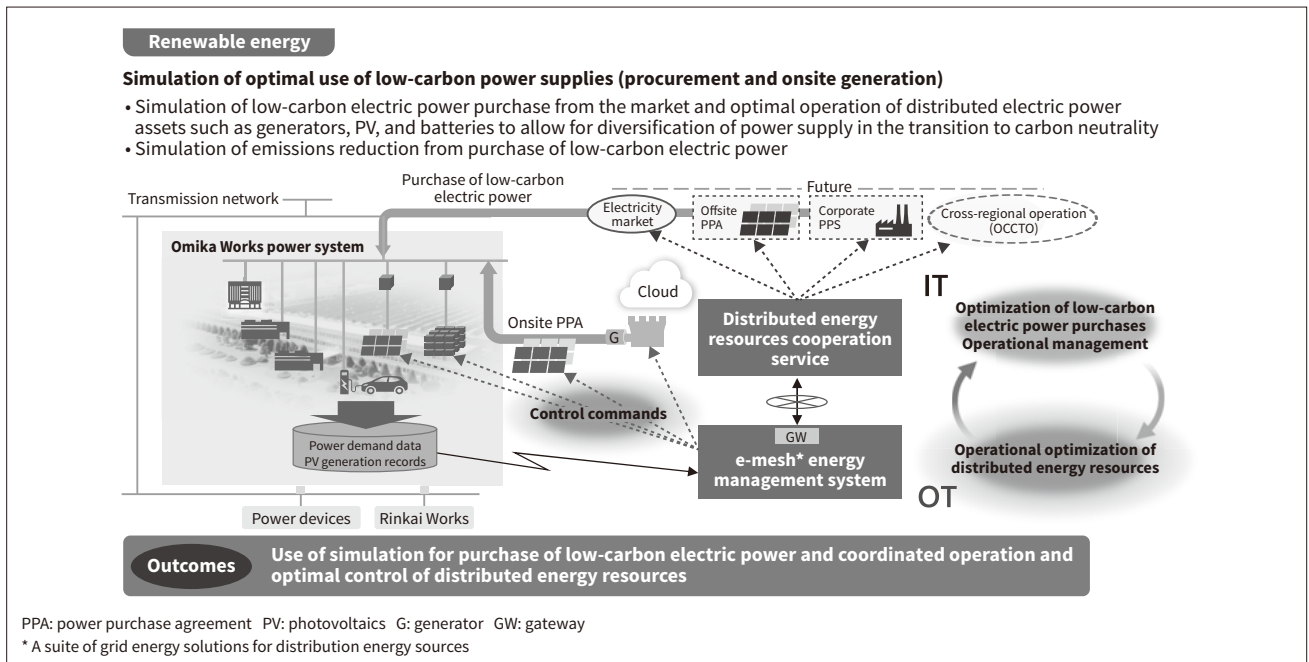 Renewable energy
Simulation of optimal use of low-carbon power supplies (procurement and onsite generation)
• Simulation of low-carbon electric power purchase from the market and optimal operation of distributed electric power
assets such as generators, PV, and batteries to allow for diversification of power supply in the transition to carbon neutrality
• Simulation of emissions reduction from purchase of low-carbon electric power
Transmission network
Purchase of low-carbon
electric power
Future
Electricity
market
Offsite
PPA
Corporate
PPS
Cross-regional operation
(OCCTO)
Omika Works power system
Cloud
Onsite PPA
G
Distributed energy
resources cooperation
service
IT
Optimization of low-carbon
electric power purchases
Operational management
Control commands
Power demand data
PV generation records
GW
e-mesh* energy
management system
Operational optimization of
distributed energy resources
OT
Power devices
Rinkai Works
Outcomes
Use of simulation for purchase of low-carbon electric power and coordinated operation and
optimal control of distributed energy resources
PPA: power purchase agreement PV: photovoltaics G: generator GW: gateway
* A suite of grid energy solutions for distribution energy sources